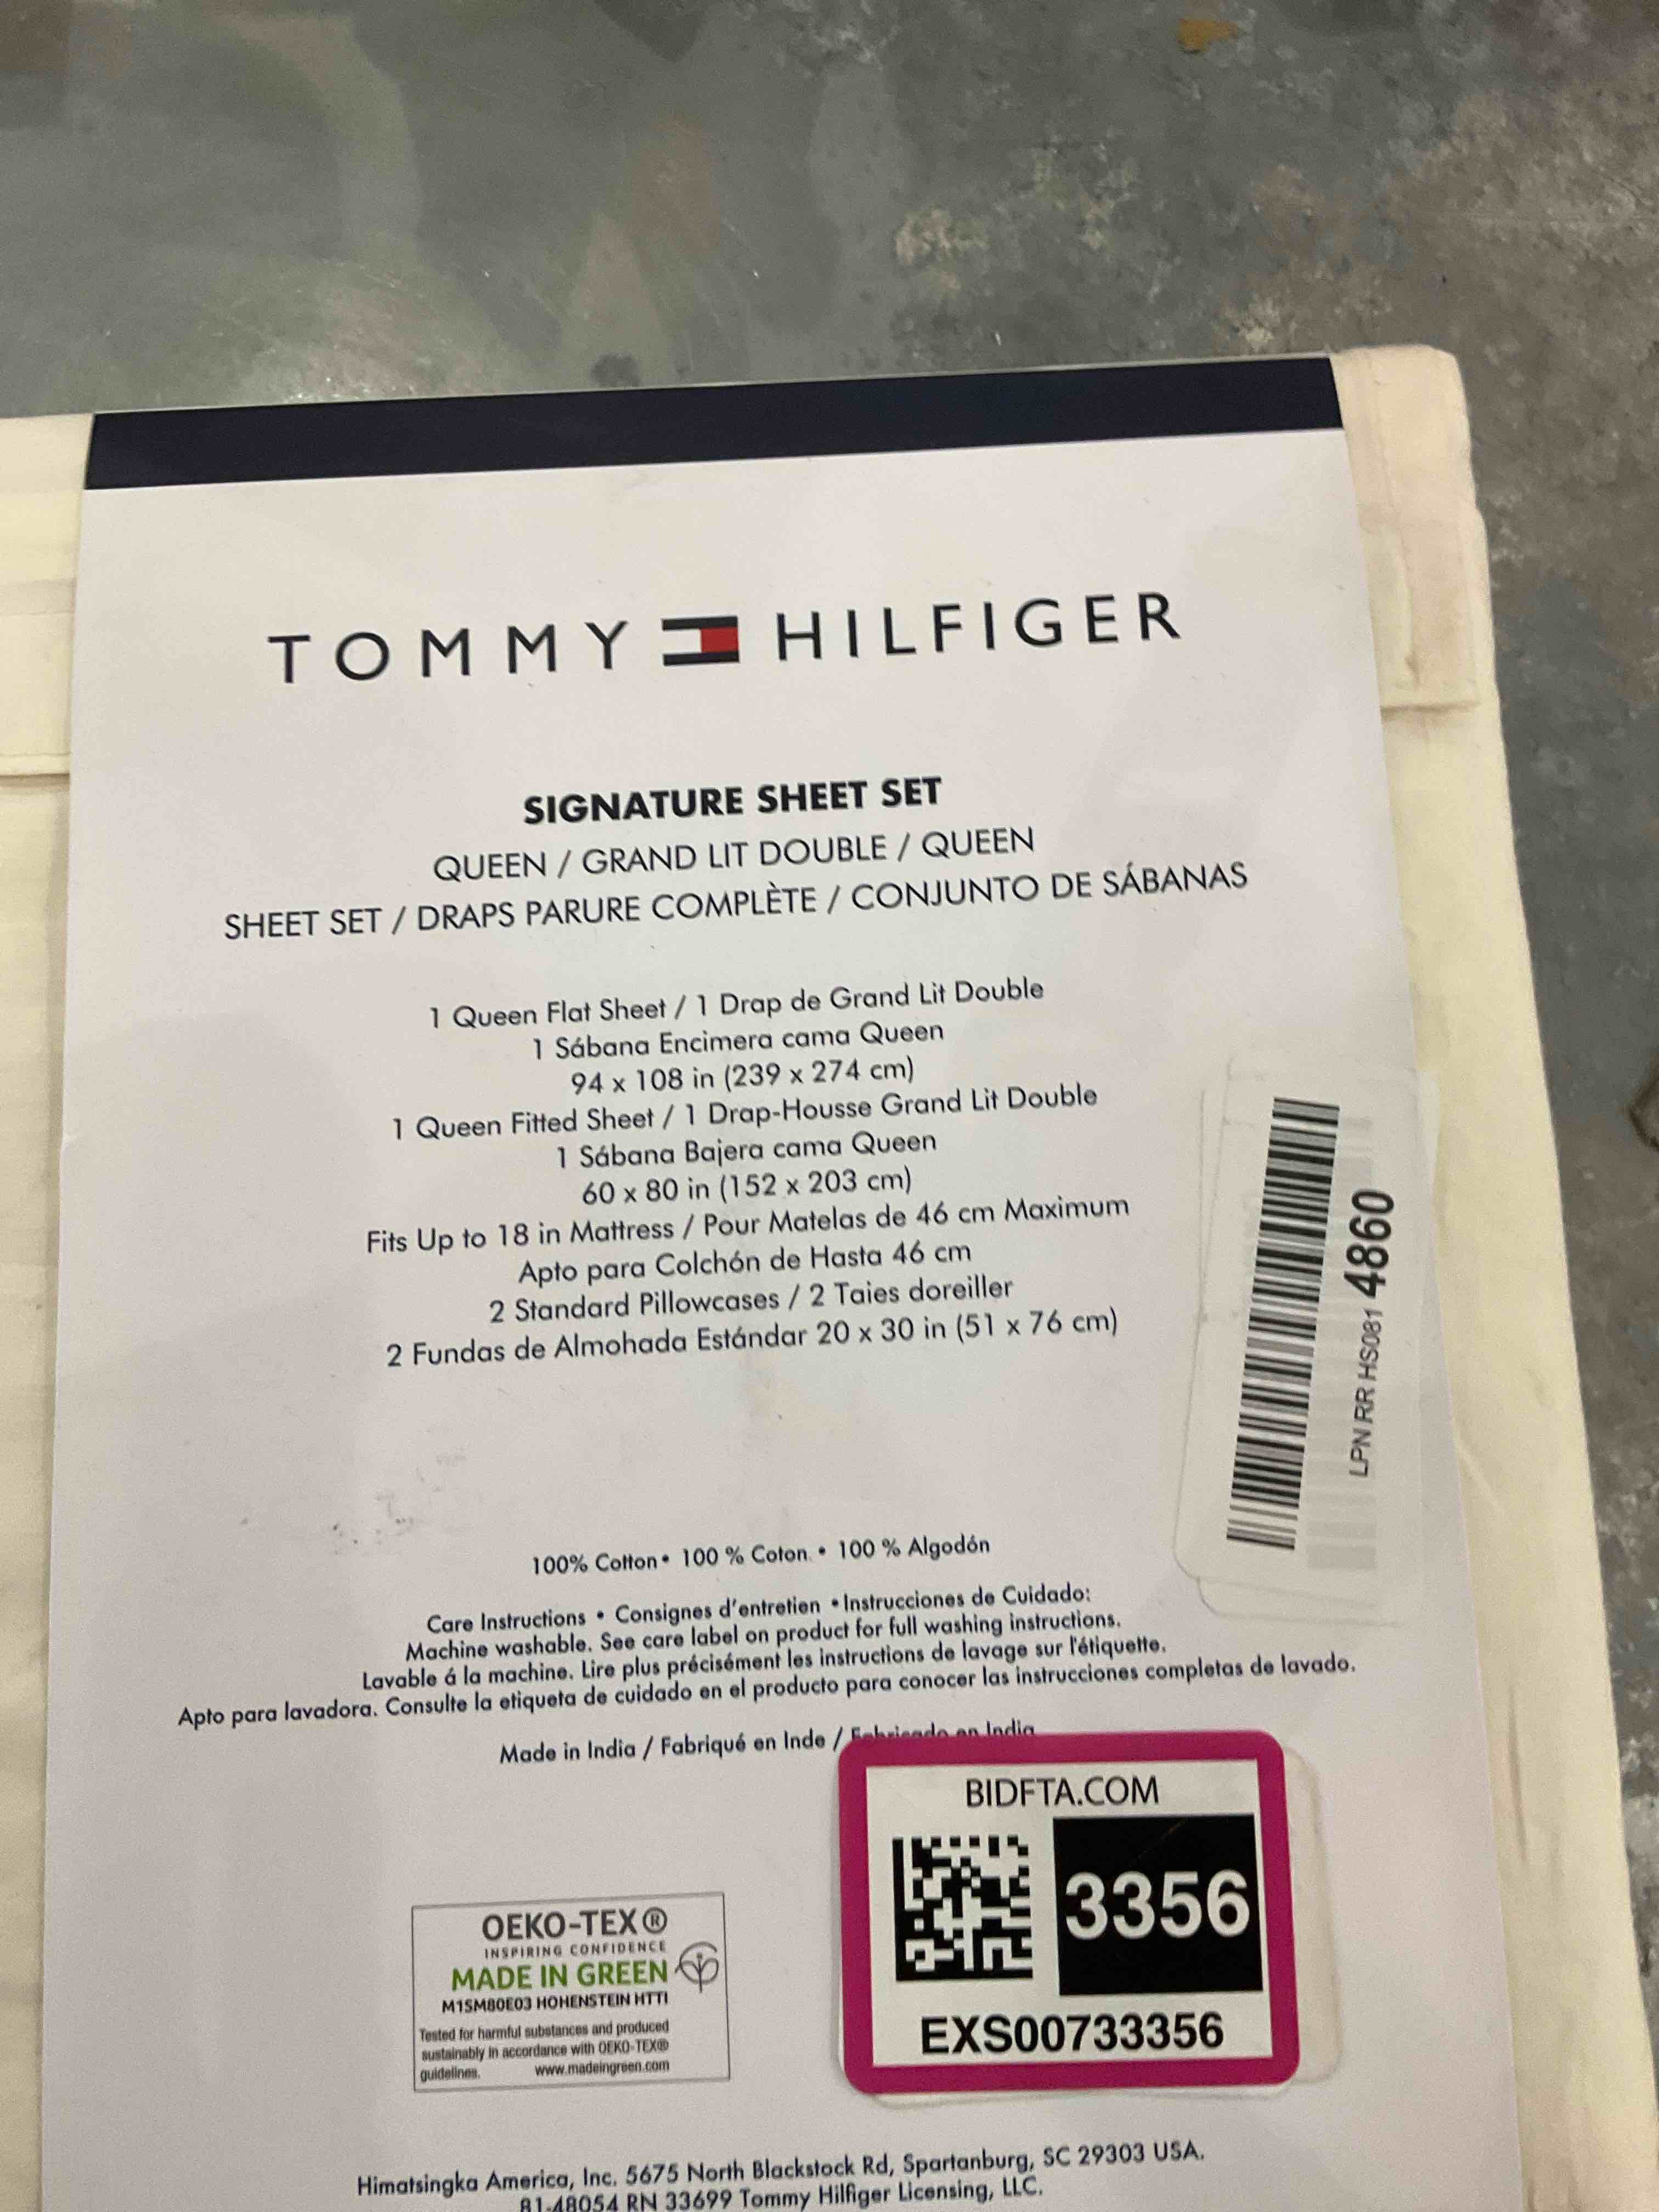 TOMMY HILFIGER
SIGNATURE SHEET SET
QUEEN / GRAND LIT DOUBLE / QUEEN
SHEET SET / DRAPS PARURE COMPLÈTE / CONJUNTO DE SÁBANAS
1 Queen Flat Sheet / 1 Drap de Grand Lit Double
1 Sábana Encimera cama Queen
94 x 108 in (239 x 274 cm)
1 Queen Fitted Sheet / 1 Drap-Housse Grand Lit Double
1 Sábana Bajera cama Queen
60 x 80 in (152 x 203 cm)
Fits Up to 18 in Mattress / Pour Matelas de 46 cm Maximum
Apto para Colchón de Hasta 46 cm
2 Standard Pillowcases / 2 Taies doreiller
2 Fundas de Almohada Estándar 20 x 30 in (51 x 76 cm)
LPN RR HS081 4860
100% Cotton • 100 % Coton • 100 % Algodón
Care Instructions • Consignes d'entretien • Instrucciones de Cuidado:
Machine washable. See care label on product for full washing instructions.
Lavable á la machine. Lire plus précisément les instructions de lavage sur l'étiquette.
Apto para lavadora. Consulte la etiqueta de cuidado en el producto para conocer las instrucciones completas de lavado.
Made in India / Fabriqué en Inde / Fabricado en India
BIDFTA.COM
3356
EXS00733356
OEKO-TEX®
INSPIRING CONFIDENCE
MADE IN GREEN
M1SM80E03 HOHENSTEIN HTTI
Tested for harmful substances and produced
sustainably in accordance with OEKO-TEX®
guidelines. www.madeingreen.com
Himatsingka America, Inc. 5675 North Blackstock Rd, Spartanburg, SC 29303 USA.
81-48054 RN 33699 Tommy Hilfiger Licensing, LLC.